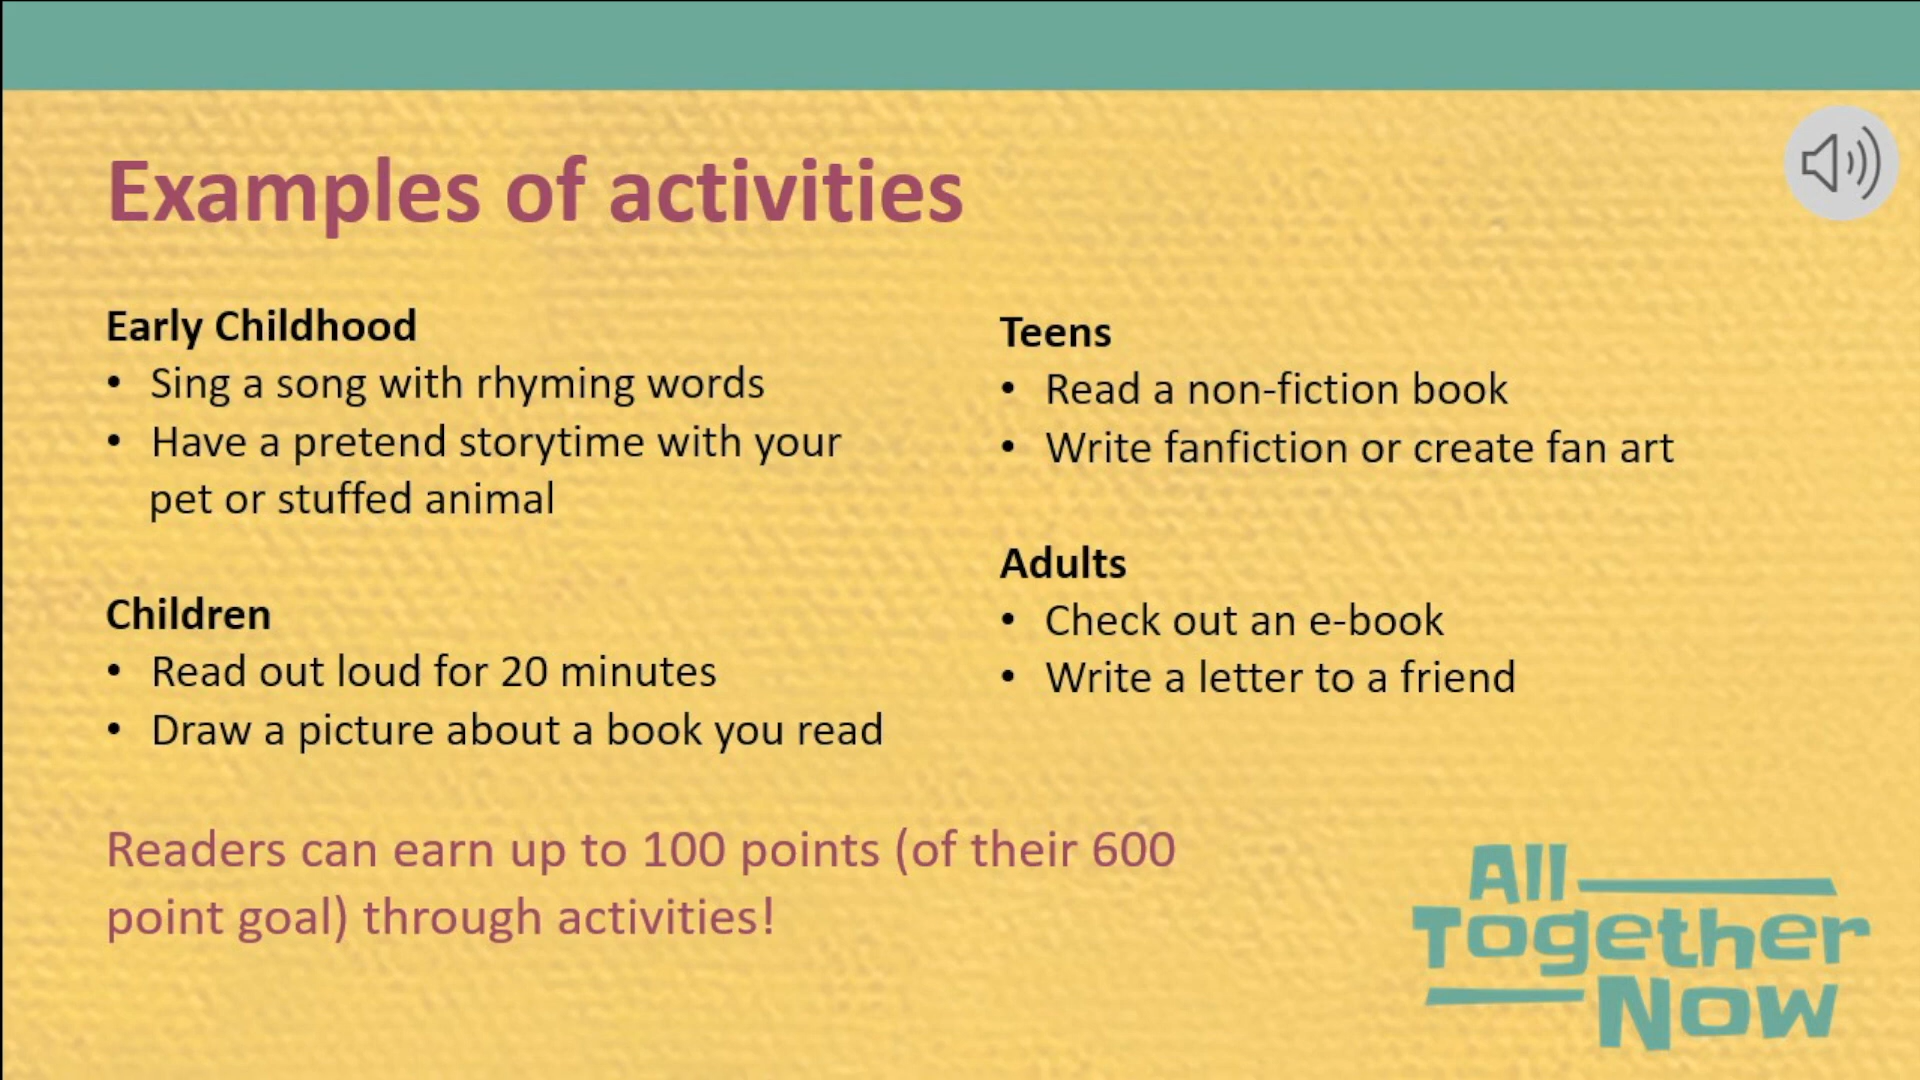 Examples of activities
Early Childhood
• Sing a song with rhyming words
• Have a pretend storytime with your
pet or stuffed animal
Children
• Read out loud for 20 minutes
• Draw a picture about a book you read
Teens
• Read a non-fiction book
• Write fanfiction or create fan art
Adults
• Check out an e-book
• Write a letter to a friend
Readers can earn up to 100 points (of their 600
point goal) through activities!
All
Together
Now